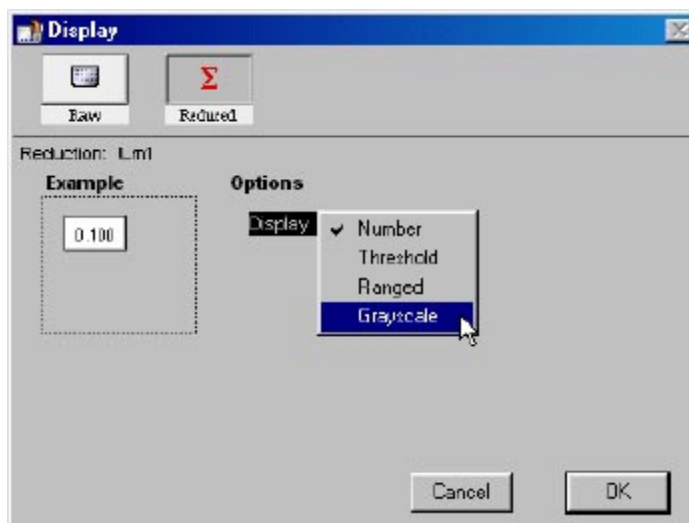 Display
Raw
Reduced
Reduction: Lm1
Example
Options
0.100
Display
Number
Threshold
Ranged
Grayscale
Cancel
OK